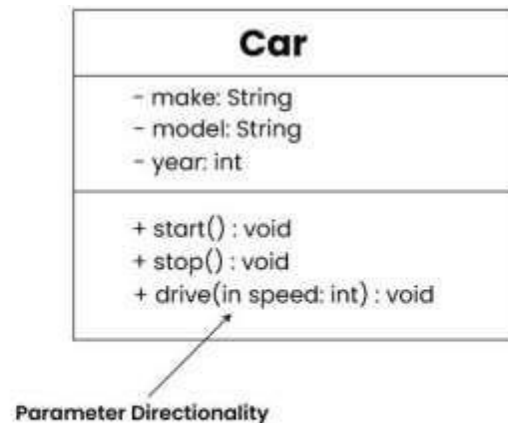 Car
- make: String
- model: String
- year: int
+ start() : void
+ stop() : void
+ drive(in speed: int) : void
Parameter Directionality